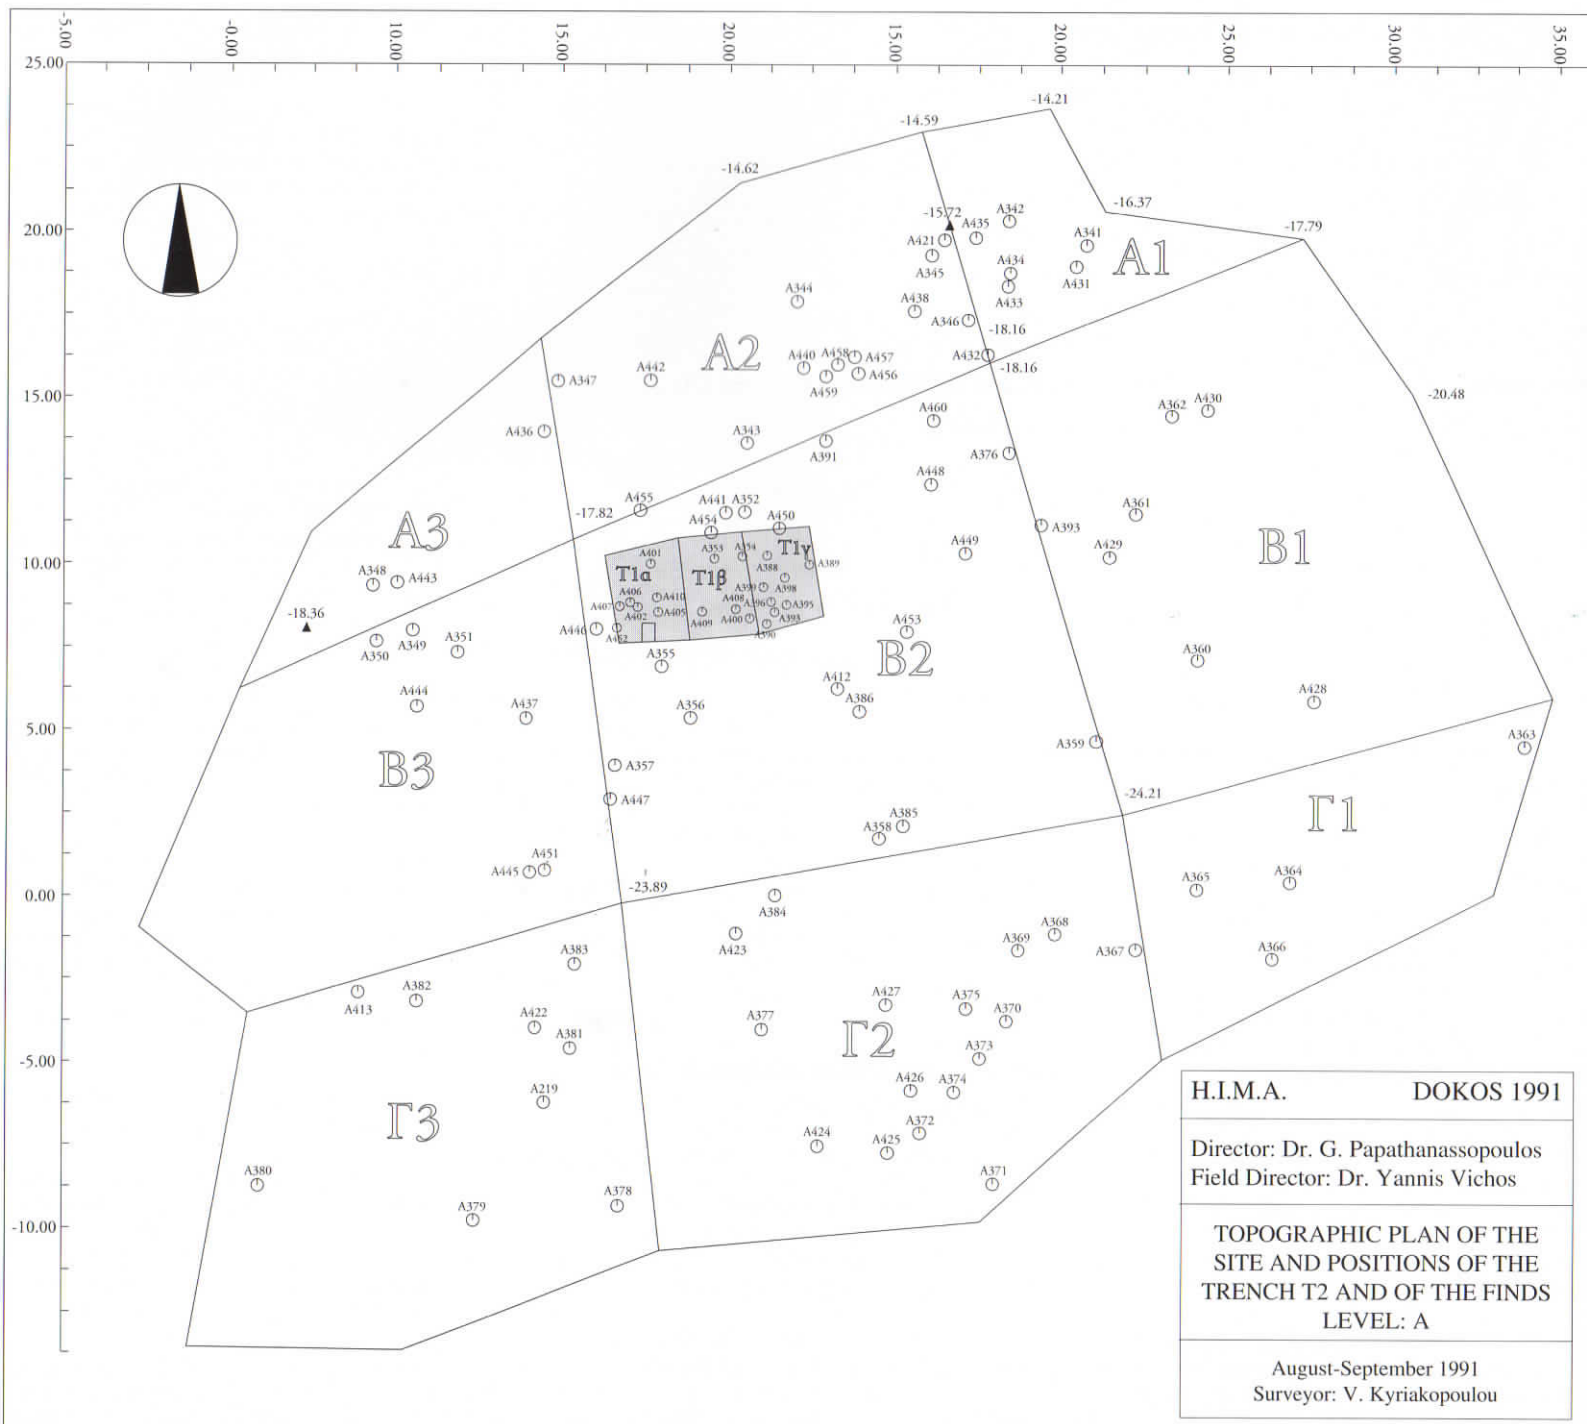 -5.00 -0.00 10.00 15.00 20.00 15.00 20.00 25.00 30.00 35.00
25.00
-14.21
-14.59
-14.62
-16.37
20.00
-15.72 A435 A342
-17.79
A421 A341
A1
A345 A434 A431
A433
A344 A438
A346
-18.16
A2
A440 A458 A457
A432
-18.16
A347 A442 A456
A459
15.00
-20.48
A436 A343 A460 A362 A430
A391 A376
A448
A455 A441 A352 A361
-17.82
A454 A450 A393
A3
10.00
A449 A429
B1
A401 A353 A354 T1γ
A388 A389
T1α T1β
A348 A443
A406 A410 A399 A398
A407 A402 A405 A408 A396 A395
A409 A400 A393
A390
-18.36
A446 A452
A350 A349 A351
A453
A355
B2
A360
A444 A437 A356 A412 A386 A428
5.00
A359 A363
B3
A357
A447
-24.21
Γ1
A358 A385
A445 A451
-23.89
0.00
A384
A365 A364
A423
A383 A369 A368 A367 A366
A413 A382
A427 A375 A370
A422 A377
Γ2
A381 A373
-5.00
A426 A374
A219
Γ3
A424 A425 A372
A380 A371
A379 A378
-10.00
H.I.M.A. DOKOS 1991
Director: Dr. G. Papathanassopoulos
Field Director: Dr. Yannis Vichos
TOPOGRAPHIC PLAN OF THE
SITE AND POSITIONS OF THE
TRENCH T2 AND OF THE FINDS
LEVEL: A
August-September 1991
Surveyor: V. Kyriakopoulou